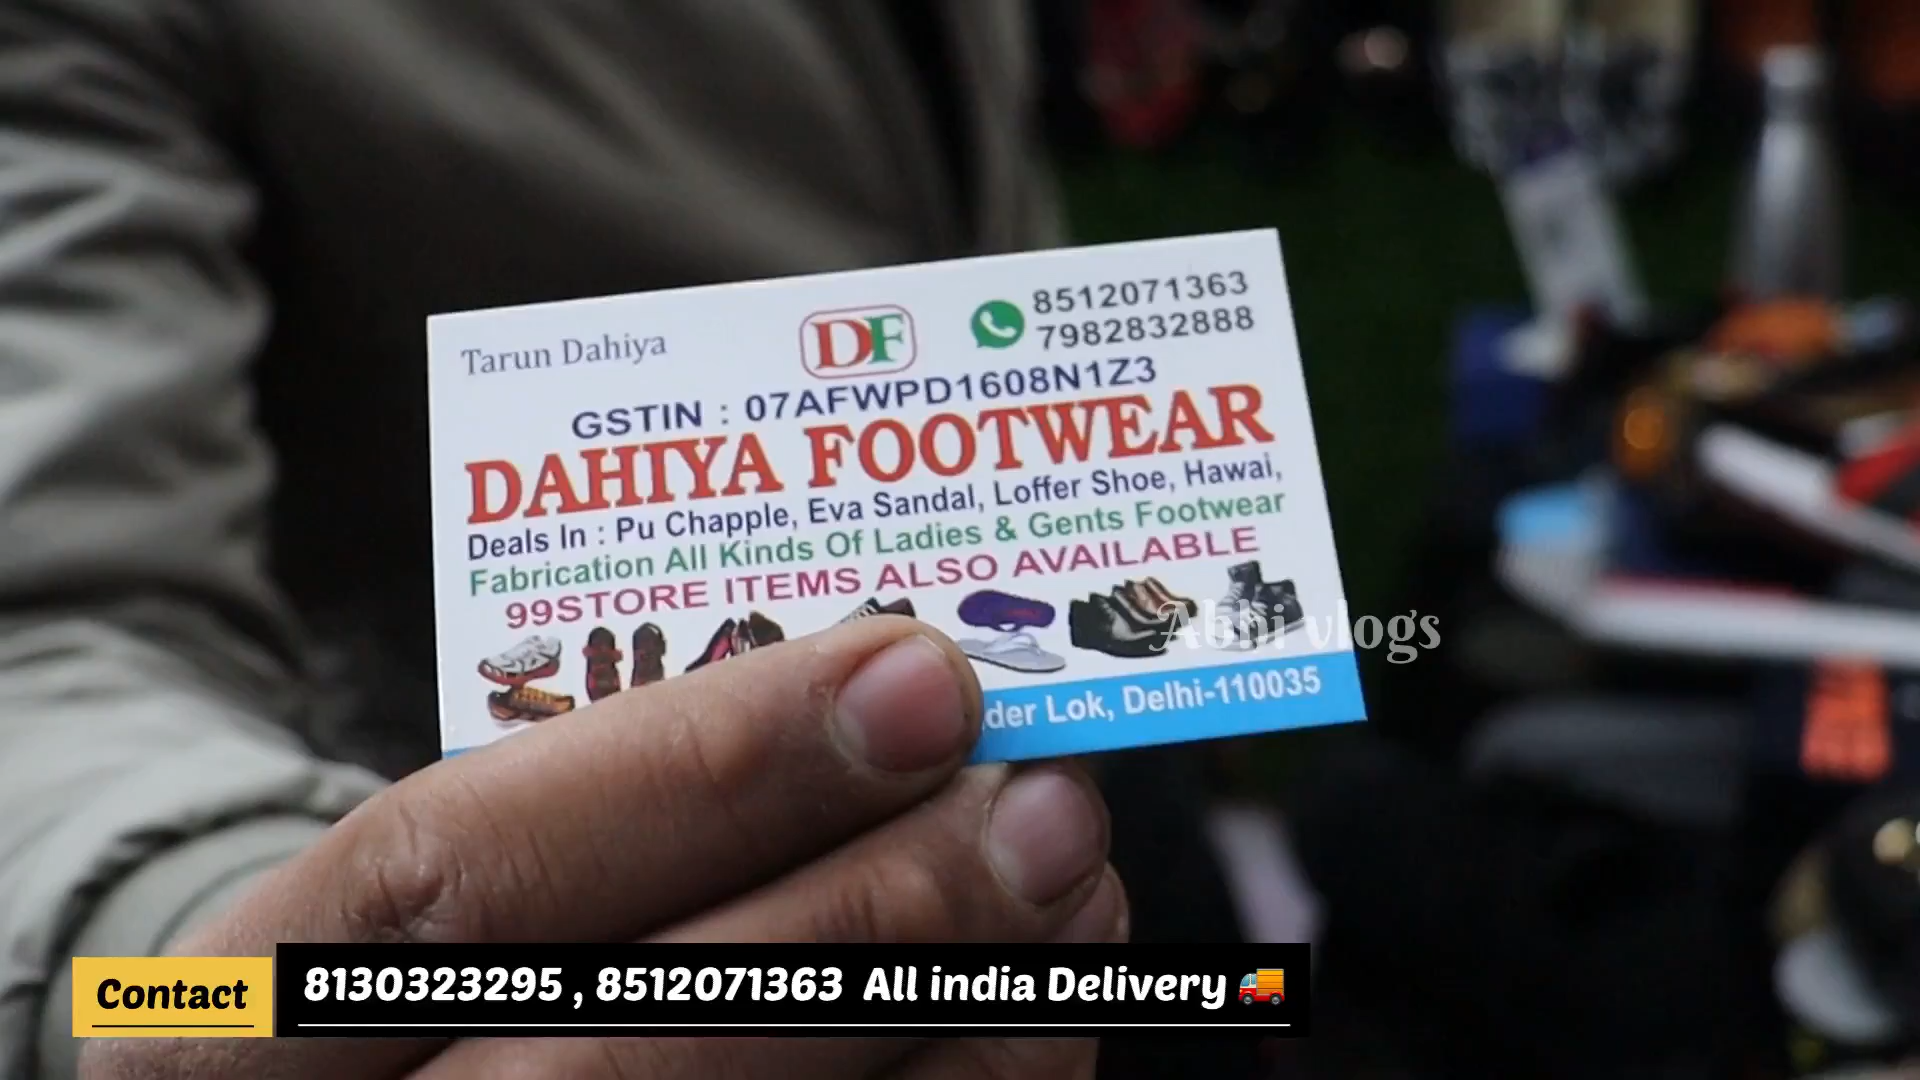 Tarun Dahiya
DF
8512071363
7982832888
GSTIN : 07AFWPD1608N1Z3
DAHIYA FOOTWEAR
Deals In : Pu Chapple, Eva Sandal, Loffer Shoe, Hawai,
Fabrication All Kinds Of Ladies & Gents Footwear
99STORE ITEMS ALSO AVAILABLE
Abhi vlogs
Lok, Delhi-110035
Contact
8130323295 , 8512071363 All india Delivery